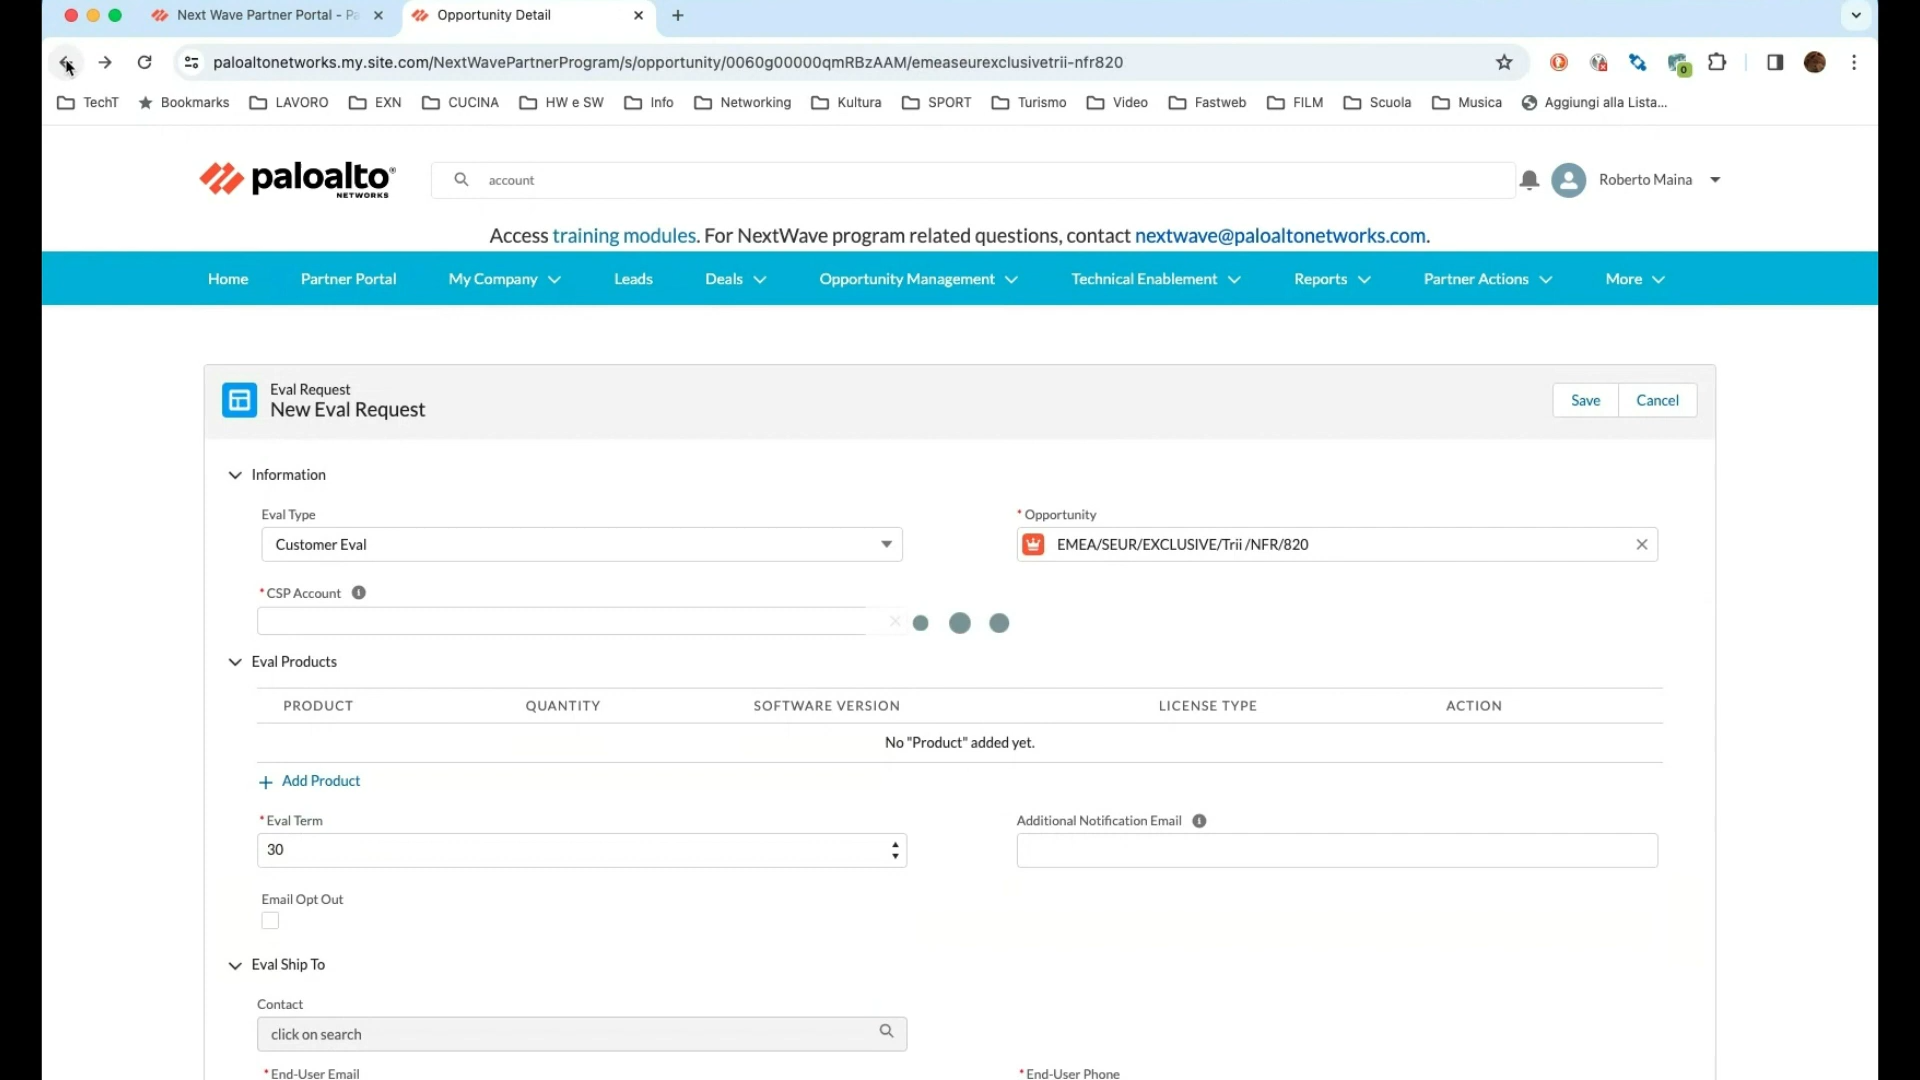 Next Wave Partner Portal - Pa
Opportunity Detail
paloaltonetworks.my.site.com/NextWavePartnerProgram/s/opportunity/0060g00000qmRBzAAM/emeaseurexclusivetrii-nfr820
0
TechT
Bookmarks
LAVORO
EXN
CUCINA
HW e SW
Info
Networking
Kultura
SPORT
Turismo
Video
Fastweb
FILM
Scuola
Musica
Aggiungi alla Lista...
paloalto
NETWORKS
account
Roberto Maina
Access training modules. For NextWave program related questions, contact nextwave@paloaltonetworks.com.
Home
Partner Portal
My Company
Leads
Deals
Opportunity Management
Technical Enablement
Reports
Partner Actions
More
Eval Request
New Eval Request
Save
Cancel
Information
Eval Type
* Opportunity
Customer Eval
EMEA/SEUR/EXCLUSIVE/Trii /NFR/820
* CSP Account
Eval Products
PRODUCT
QUANTITY
SOFTWARE VERSION
LICENSE TYPE
ACTION
No "Product" added yet.
+ Add Product
* Eval Term
Additional Notification Email
30
Email Opt Out
Eval Ship To
Contact
click on search
* End-User Email
* End-User Phone